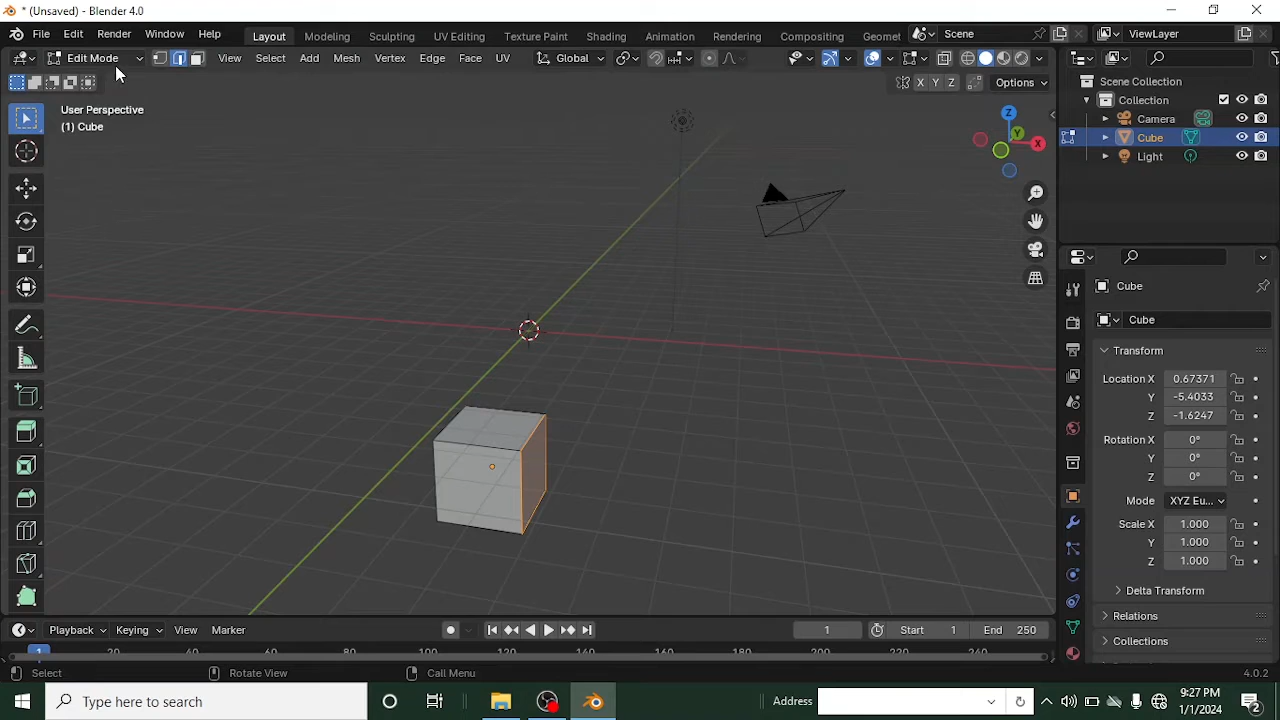 * (Unsaved) - Blender 4.0
File Edit Render Window Help Layout Modeling Sculpting UV Editing Texture Paint Shading Animation Rendering Compositing Geometr Scene ViewLayer
Edit Mode View Select Add Mesh Vertex Edge Face UV Global
X Y Z Options
Scene Collection
Collection
Camera
Cube
Light
User Perspective
(1) Cube
Z
Y
X
Cube
Cube
Transform
Location X 0.67371
Y -5.4033
Z -1.6247
Rotation X 0°
Y 0°
Z 0°
Mode XYZ Eu...
Scale X 1.000
Y 1.000
Z 1.000
Delta Transform
Relations
Collections
Playback Keying View Marker 1 Start 1 End 250
1 20 40 60 80 100 120 140 160 180 200 220 240
Select Rotate View Call Menu 4.0.2
Type here to search Address 9:27 PM
1/1/2024
2